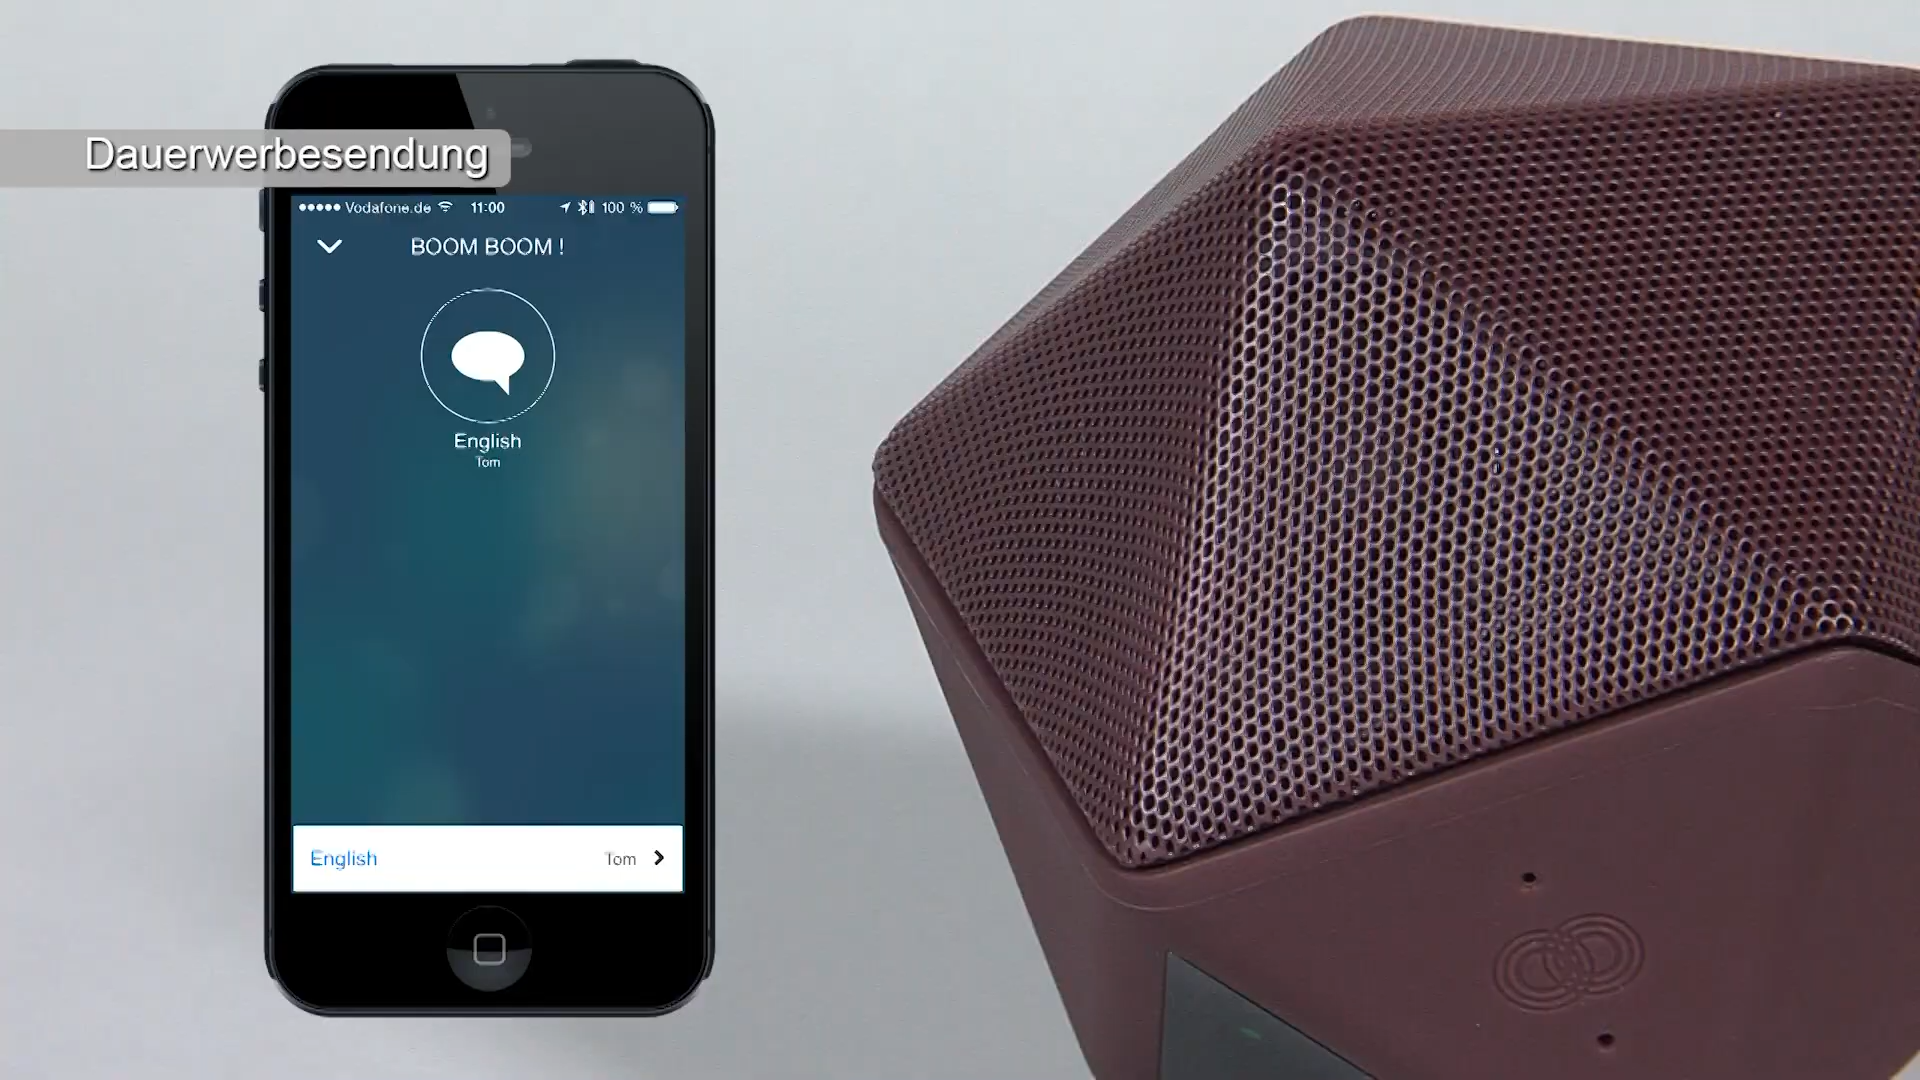 Dauerwerbesendung
Vodafone.de 11:00 100 %
BOOM BOOM !
English
Tom
English Tom